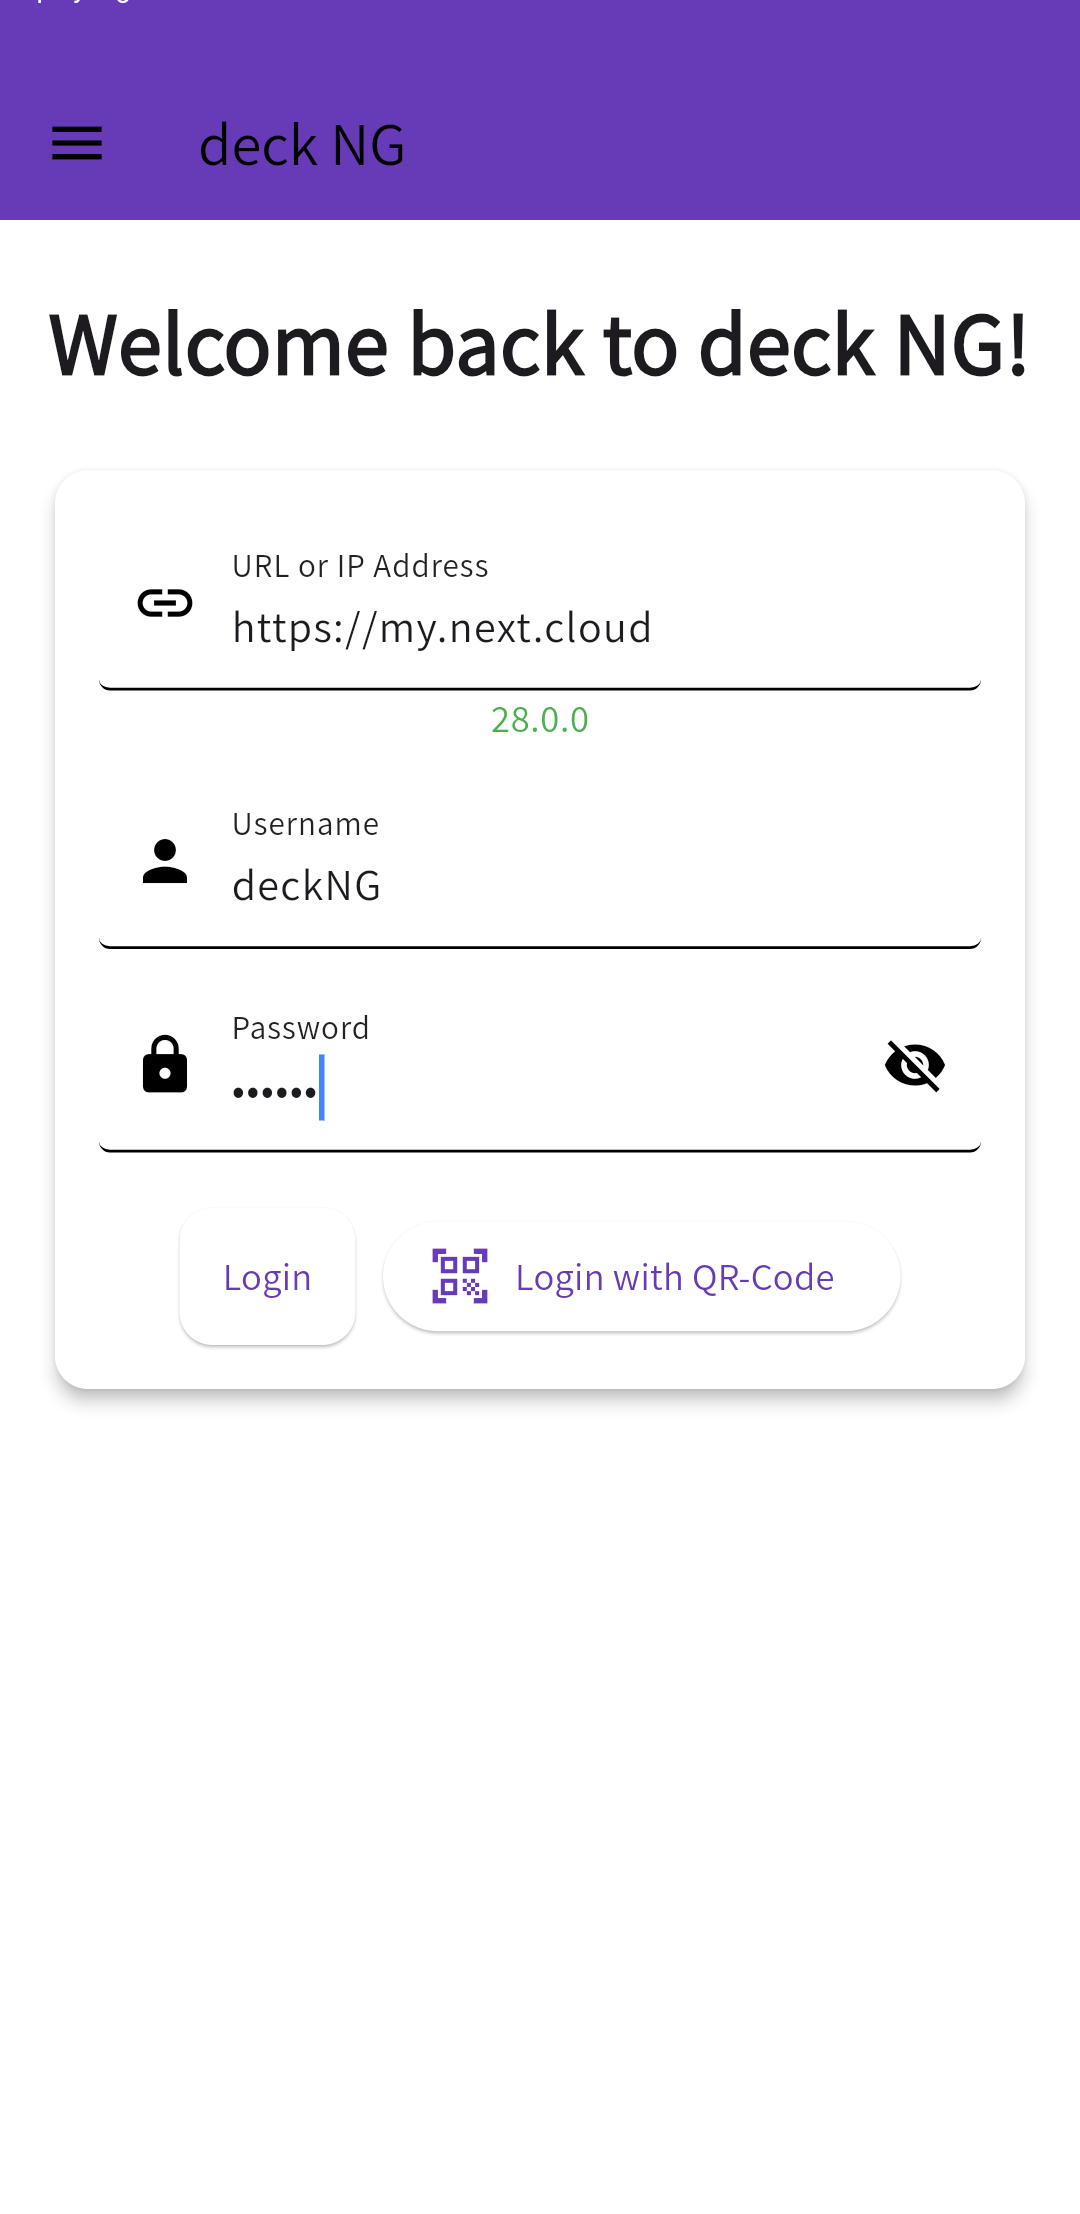 deck NG
Welcome back to deck NG!
URL or IP Address
https://my.next.cloud
28.0.0
Username
deckNG
Password
••••••
Login
Login with QR-Code